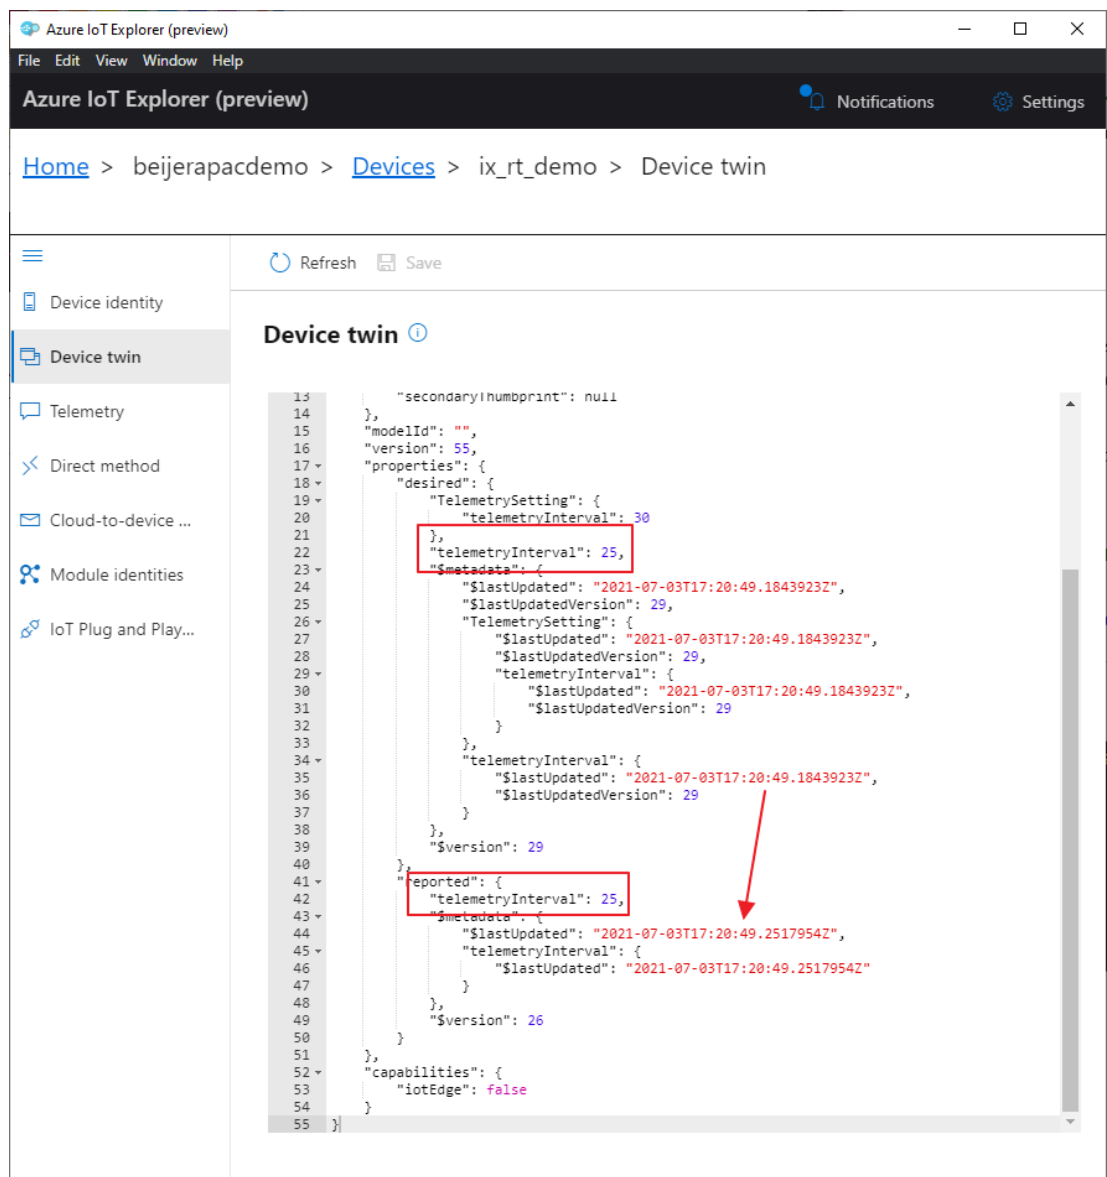 Azure IoT Explorer (preview)
File Edit View Window Help
Azure IoT Explorer (preview)
Notifications
Settings
Home > beijerapacdemo > Devices > ix_rt_demo > Device twin
Refresh
Save
Device identity
Device twin
Telemetry
Direct method
Cloud-to-device ...
Module identities
IoT Plug and Play...
Device twin
13 "secondaryThumbprint": null
14 },
15 "modelId": "",
16 "version": 55,
17 "properties": {
18 "desired": {
19 "TelemetrySetting": {
20 "telemetryInterval": 30
21 },
22 "telemetryInterval": 25,
23 "$metadata": {
24 "$lastUpdated": "2021-07-03T17:20:49.1843923Z",
25 "$lastUpdatedVersion": 29,
26 "TelemetrySetting": {
27 "$lastUpdated": "2021-07-03T17:20:49.1843923Z",
28 "$lastUpdatedVersion": 29,
29 "telemetryInterval": {
30 "$lastUpdated": "2021-07-03T17:20:49.1843923Z",
31 "$lastUpdatedVersion": 29
32 }
33 },
34 "telemetryInterval": {
35 "$lastUpdated": "2021-07-03T17:20:49.1843923Z",
36 "$lastUpdatedVersion": 29
37 }
38 },
39 "$version": 29
40 },
41 "reported": {
42 "telemetryInterval": 25,
43 "$metadata": {
44 "$lastUpdated": "2021-07-03T17:20:49.2517954Z",
45 "telemetryInterval": {
46 "$lastUpdated": "2021-07-03T17:20:49.2517954Z"
47 }
48 },
49 "$version": 26
50 }
51 },
52 "capabilities": {
53 "iotEdge": false
54 }
55 }